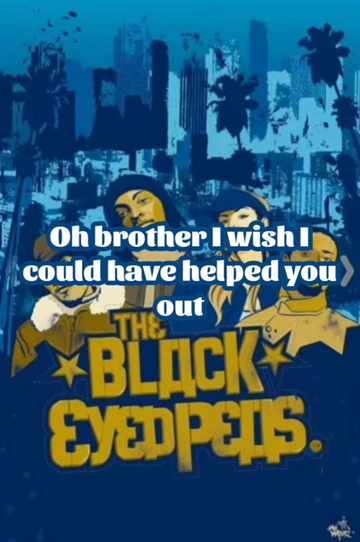 Oh brother I wish I
could have helped you
out
THE
BLACK
EYED PEAS.